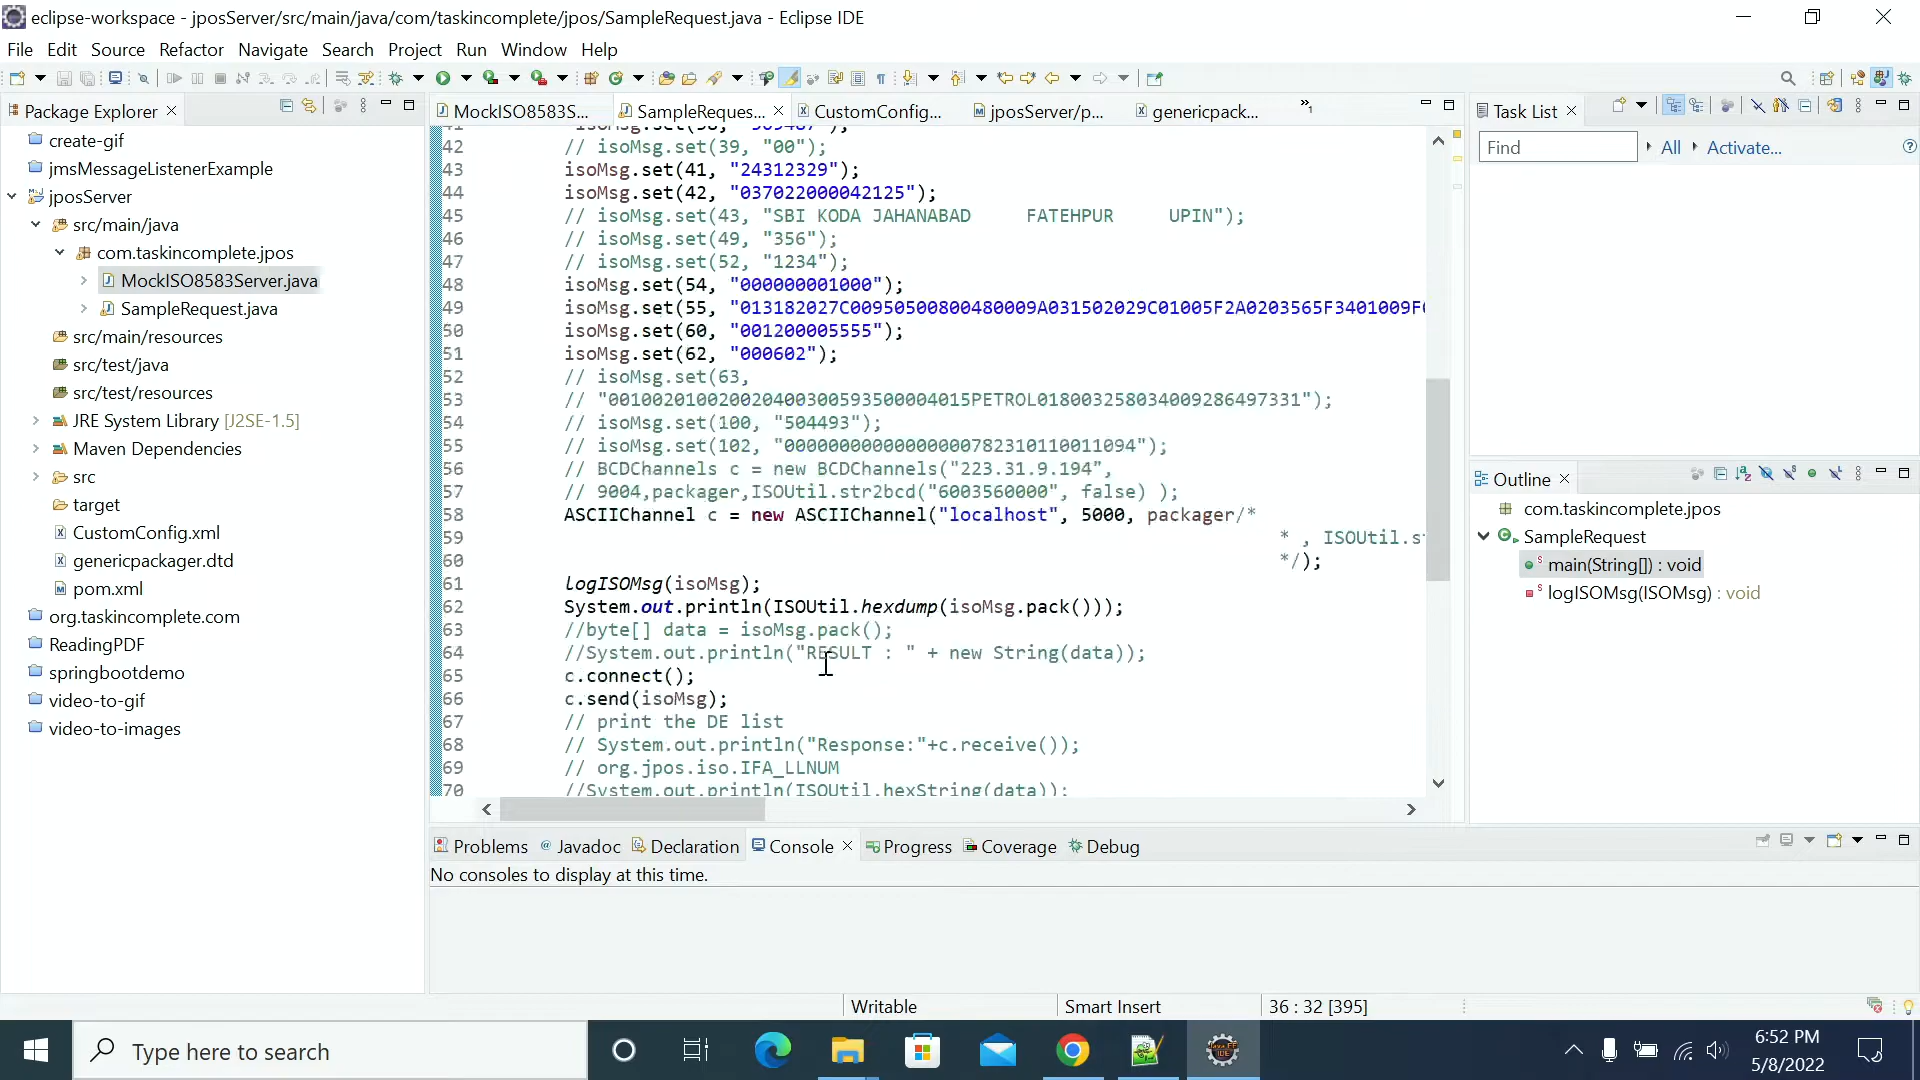 eclipse-workspace - jposServer/src/main/java/com/taskincomplete/jpos/SampleRequest.java - Eclipse IDE
File Edit Source Refactor Navigate Search Project Run Window Help
Package Explorer
create-gif
jmsMessageListenerExample
jposServer
src/main/java
com.taskincomplete.jpos
MockISO8583Server.java
SampleRequest.java
src/main/resources
src/test/java
src/test/resources
JRE System Library [J2SE-1.5]
Maven Dependencies
src
target
CustomConfig.xml
genericpackager.dtd
pom.xml
org.taskincomplete.com
ReadingPDF
springbootdemo
video-to-gif
video-to-images
MockISO8583S... SampleReques... CustomConfig... jposServer/p... genericpack... 1
42 // isoMsg.set(39, "00");
43 isoMsg.set(41, "24312329");
44 isoMsg.set(42, "037022000042125");
45 // isoMsg.set(43, "SBI KODA JAHANABAD FATEHPUR UPIN");
46 // isoMsg.set(49, "356");
47 // isoMsg.set(52, "1234");
48 isoMsg.set(54, "000000001000");
49 isoMsg.set(55, "013182027C00950500800480009A031502029C01005F2A0203565F3401009F
50 isoMsg.set(60, "001200005555");
51 isoMsg.set(62, "000602");
52 // isoMsg.set(63,
53 // "001002010020020400300593500004015PETROL018003258034009286497331");
54 // isoMsg.set(100, "504493");
55 // isoMsg.set(102, "00000000000000000782310110011094");
56 // BCDChannels c = new BCDChannels("223.31.9.194",
57 // 9004,packager,ISOUtil.str2bcd("6003560000", false) );
58 ASCIIChannel c = new ASCIIChannel("localhost", 5000, packager/*
59 * , ISOUtil.st
60 */);
61 logISOMsg(isoMsg);
62 System.out.println(ISOUtil.hexdump(isoMsg.pack()));
63 //byte[] data = isoMsg.pack();
64 //System.out.println("RESULT : " + new String(data));
65 c.connect();
66 c.send(isoMsg);
67 // print the DE list
68 // System.out.println("Response:"+c.receive());
69 // org.jpos.iso.IFA_LLNUM
70 //System.out.println(ISOUtil.hexString(data));
Task List
Find All Activate...
Outline
com.taskincomplete.jpos
SampleRequest
main(String[]) : void
logISOMsg(ISOMsg) : void
Problems Javadoc Declaration Console Progress Coverage Debug
No consoles to display at this time.
Writable Smart Insert 36 : 32 [395]
Type here to search
6:52 PM
5/8/2022